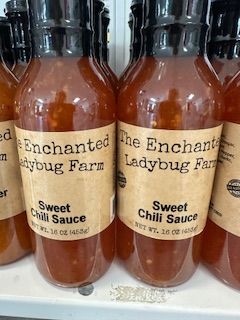 The Enchanted
Ladybug Farm
Sweet
Chili Sauce
NET WT. 16 OZ (453g)
The Enchanted
Ladybug Farm
Sweet
Chili Sauce
NET WT. 16 OZ (453g)